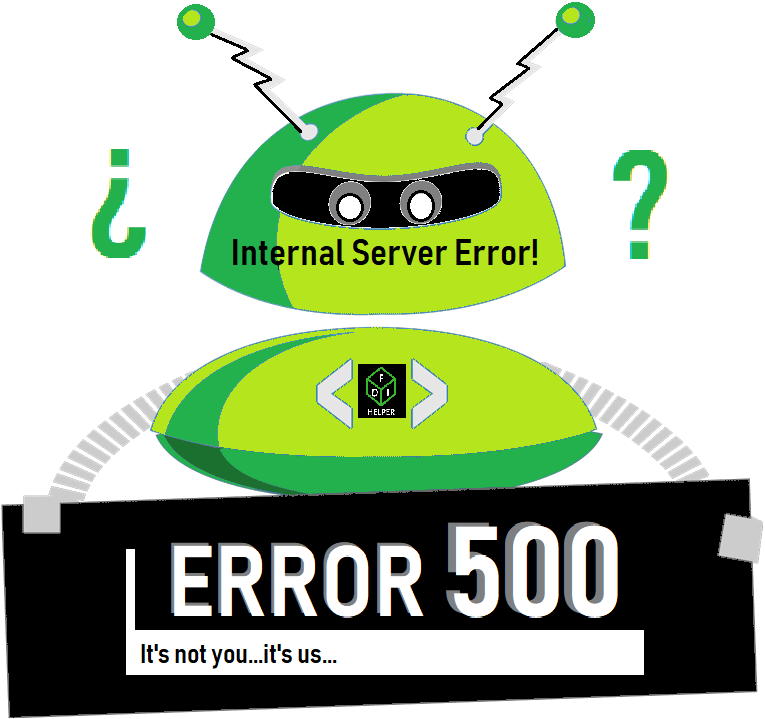 ¿ ?
Internal Server Error!
< >
F
D I
HELPER
ERROR 500
It's not you...it's us...